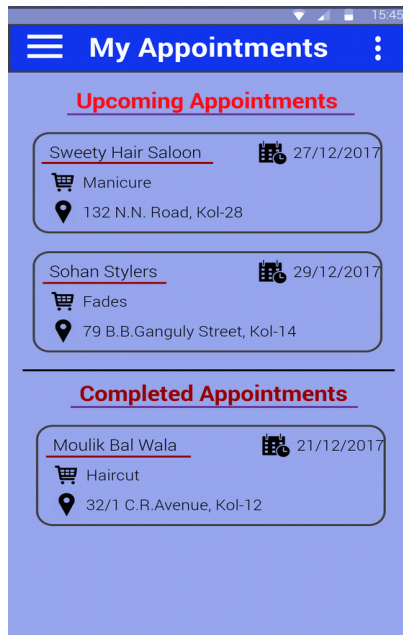 15:45
My Appointments
Upcoming Appointments
Sweety Hair Saloon 27/12/2017
Manicure
132 N.N. Road, Kol-28
Sohan Stylers 29/12/2017
Fades
79 B.B.Ganguly Street, Kol-14
Completed Appointments
Moulik Bal Wala 21/12/2017
Haircut
32/1 C.R.Avenue, Kol-12